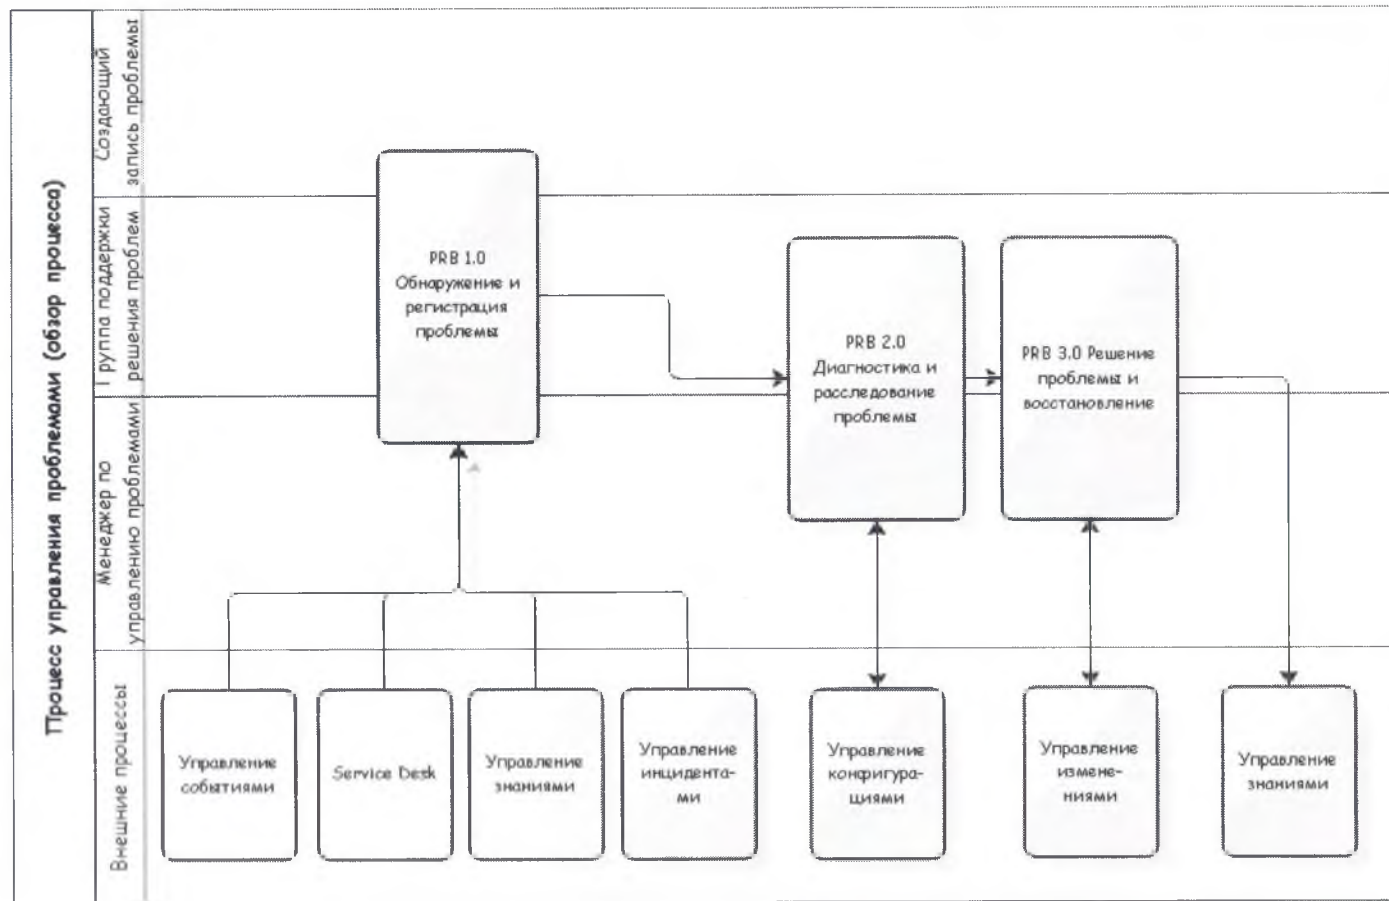 Процесс управления проблемами (обзор процесса)
Создающий
запись проблемы
Группа поддержки
решения проблем
Менеджер по
управлению проблемами
Внешние процессы
PRB 1.0
Обнаружение и
регистрация
проблемы
PRB 2.0
Диагностика и
расследование
проблемы
PRB 3.0 Решение
проблемы и
восстановление
Управление
событиями
Service Desk
Управление
знаниями
Управление
инцидента-
ми
Управление
конфигура-
циями
Управление
измене-
ниями
Управление
знаниями